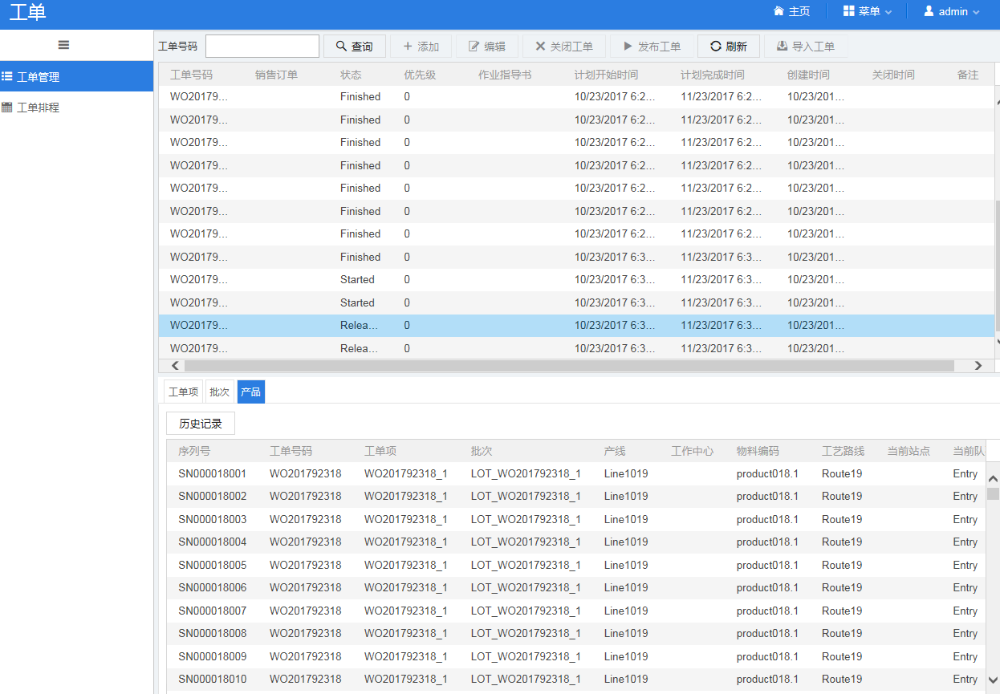 工单 主页 菜单 admin
工单号码 查询 添加 编辑 关闭工单 发布工单 刷新 导入工单
工单管理
工单排程
工单号码 销售订单 状态 优先级 作业指导书 计划开始时间 计划完成时间 创建时间 关闭时间 备注
WO20179... Finished 0 10/23/2017 6:2... 11/23/2017 6:2... 10/23/201...
WO20179... Finished 0 10/23/2017 6:2... 11/23/2017 6:2... 10/23/201...
WO20179... Finished 0 10/23/2017 6:2... 11/23/2017 6:2... 10/23/201...
WO20179... Finished 0 10/23/2017 6:2... 11/23/2017 6:2... 10/23/201...
WO20179... Finished 0 10/23/2017 6:2... 11/23/2017 6:2... 10/23/201...
WO20179... Finished 0 10/23/2017 6:2... 11/23/2017 6:2... 10/23/201...
WO20179... Finished 0 10/23/2017 6:2... 11/23/2017 6:2... 10/23/201...
WO20179... Finished 0 10/23/2017 6:3... 11/23/2017 6:3... 10/23/201...
WO20179... Started 0 10/23/2017 6:3... 11/23/2017 6:3... 10/23/201...
WO20179... Started 0 10/23/2017 6:3... 11/23/2017 6:3... 10/23/201...
WO20179... Relea... 0 10/23/2017 6:3... 11/23/2017 6:3... 10/23/201...
WO20179... Relea... 0 10/23/2017 6:3... 11/23/2017 6:3... 10/23/201...
工单项 批次 产品
历史记录
序列号 工单号码 工单项 批次 产线 工作中心 物料编码 工艺路线 当前站点 当前队
SN000018001 WO201792318 WO201792318_1 LOT_WO201792318_1 Line1019 product018.1 Route19 Entry
SN000018002 WO201792318 WO201792318_1 LOT_WO201792318_1 Line1019 product018.1 Route19 Entry
SN000018003 WO201792318 WO201792318_1 LOT_WO201792318_1 Line1019 product018.1 Route19 Entry
SN000018004 WO201792318 WO201792318_1 LOT_WO201792318_1 Line1019 product018.1 Route19 Entry
SN000018005 WO201792318 WO201792318_1 LOT_WO201792318_1 Line1019 product018.1 Route19 Entry
SN000018006 WO201792318 WO201792318_1 LOT_WO201792318_1 Line1019 product018.1 Route19 Entry
SN000018007 WO201792318 WO201792318_1 LOT_WO201792318_1 Line1019 product018.1 Route19 Entry
SN000018008 WO201792318 WO201792318_1 LOT_WO201792318_1 Line1019 product018.1 Route19 Entry
SN000018009 WO201792318 WO201792318_1 LOT_WO201792318_1 Line1019 product018.1 Route19 Entry
SN000018010 WO201792318 WO201792318_1 LOT_WO201792318_1 Line1019 product018.1 Route19 Entry